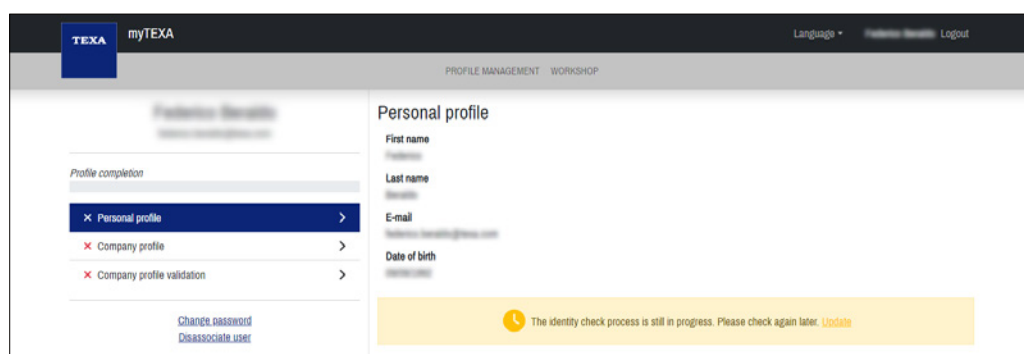 TEXA
myTEXA
Language
Logout
PROFILE MANAGEMENT WORKSHOP
Profile completion
Personal profile
Company profile
Company profile validation
Change password
Disassociate user
Personal profile
First name
Last name
E-mail
Date of birth
The identity check process is still in progress. Please check again later. Update